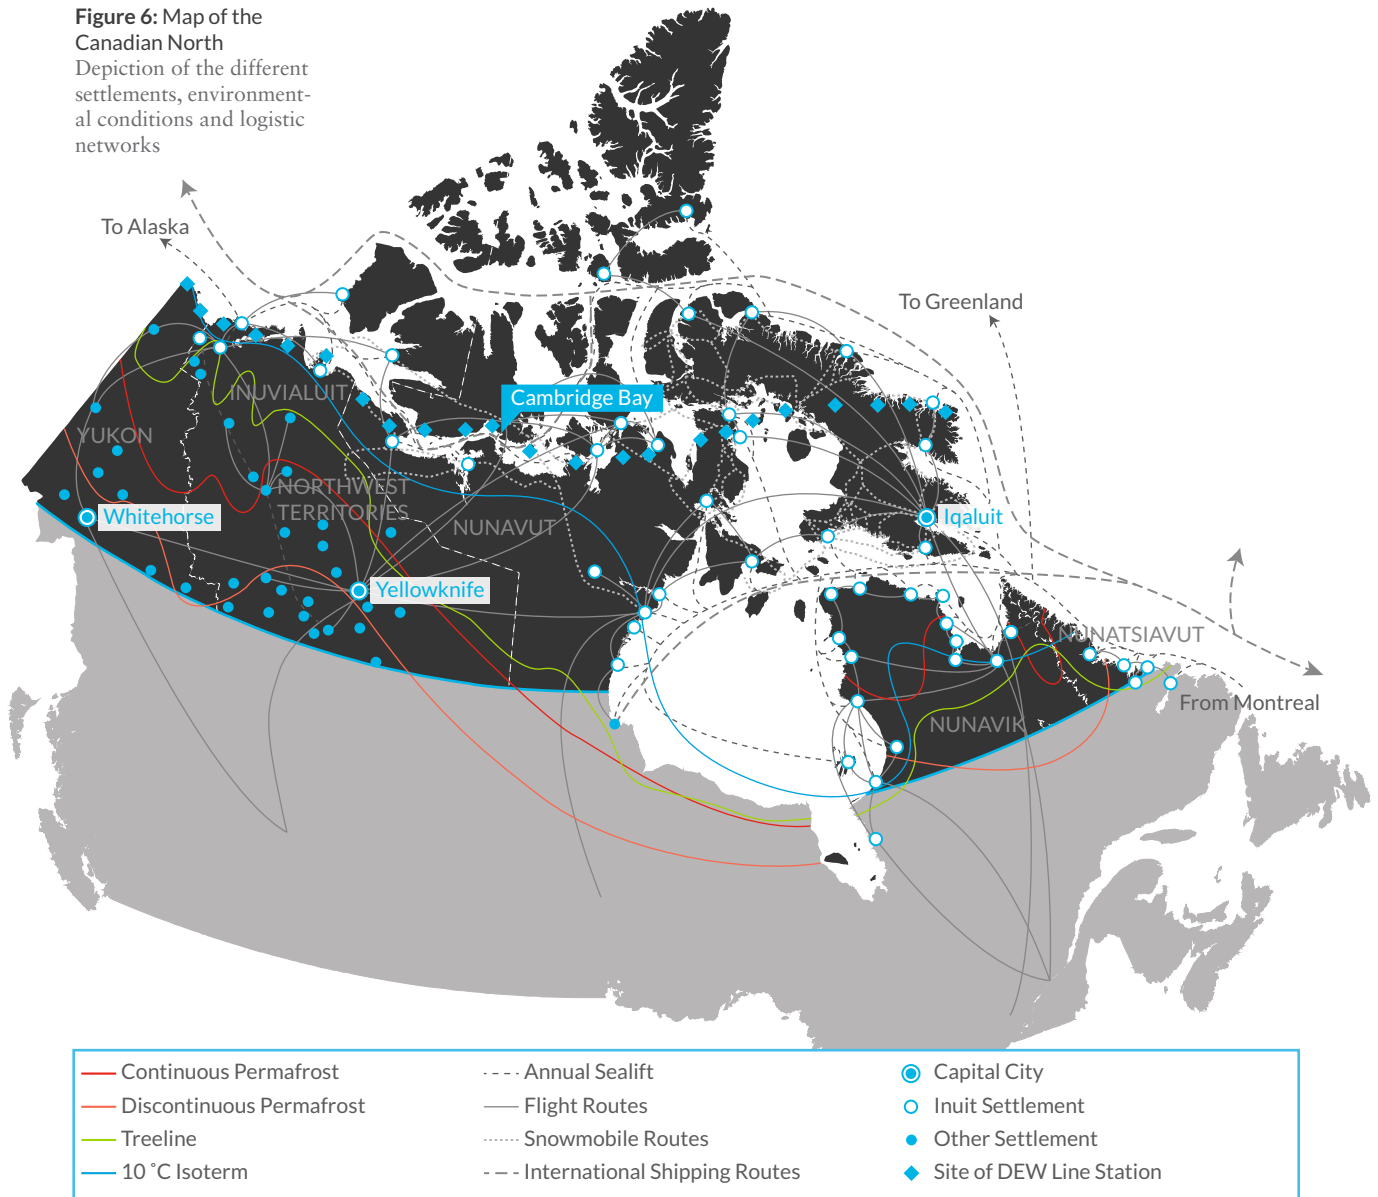 Figure 6: Map of the
Canadian North
Depiction of the different
settlements, environment-
al conditions and logistic
networks
To Alaska
To Greenland
INUVIALUIT
Cambridge Bay
YUKON
NORTHWEST
TERRITORIES
NUNAVUT
Whitehorse
Iqaluit
Yellowknife
NUNATSIAVUT
From Montreal
NUNAVIK
Continuous Permafrost
Discontinuous Permafrost
Treeline
10 ˚C Isoterm
Annual Sealift
Flight Routes
Snowmobile Routes
International Shipping Routes
Capital City
Inuit Settlement
Other Settlement
Site of DEW Line Station